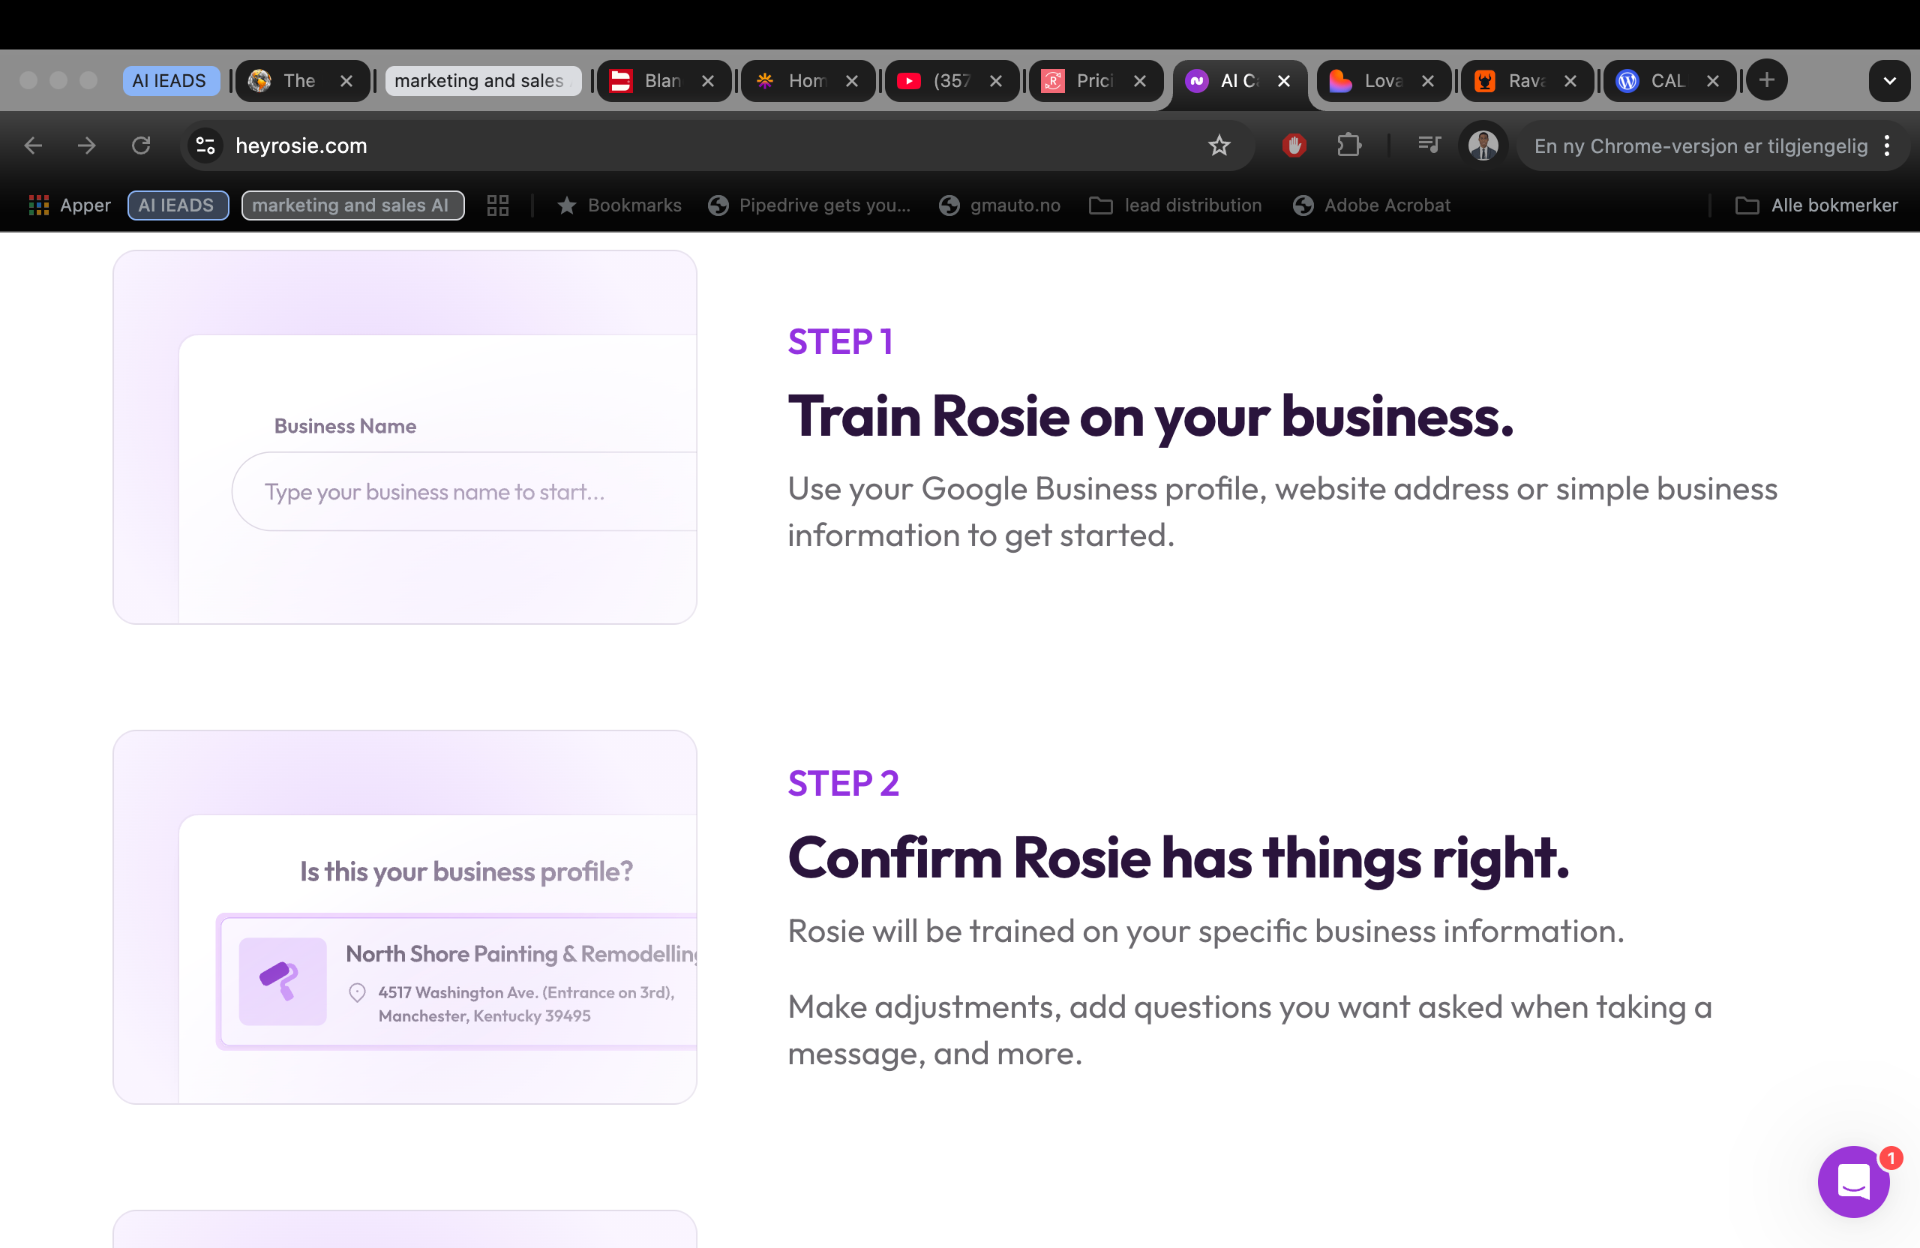 AI IEADS
The
marketing and sales
Blan
Hom
(357
Prici
AI C
Lova
Rava
CAL
heyrosie.com
En ny Chrome-versjon er tilgjengelig
Apper
AI IEADS
marketing and sales AI
Bookmarks
Pipedrive gets you...
gmauto.no
lead distribution
Adobe Acrobat
Alle bokmerker
Business Name
Type your business name to start...
STEP 1
Train Rosie on your business.
Use your Google Business profile, website address or simple business
information to get started.
Is this your business profile?
North Shore Painting & Remodelling
4517 Washington Ave. (Entrance on 3rd),
Manchester, Kentucky 39495
STEP 2
Confirm Rosie has things right.
Rosie will be trained on your specific business information.
Make adjustments, add questions you want asked when taking a
message, and more.
1